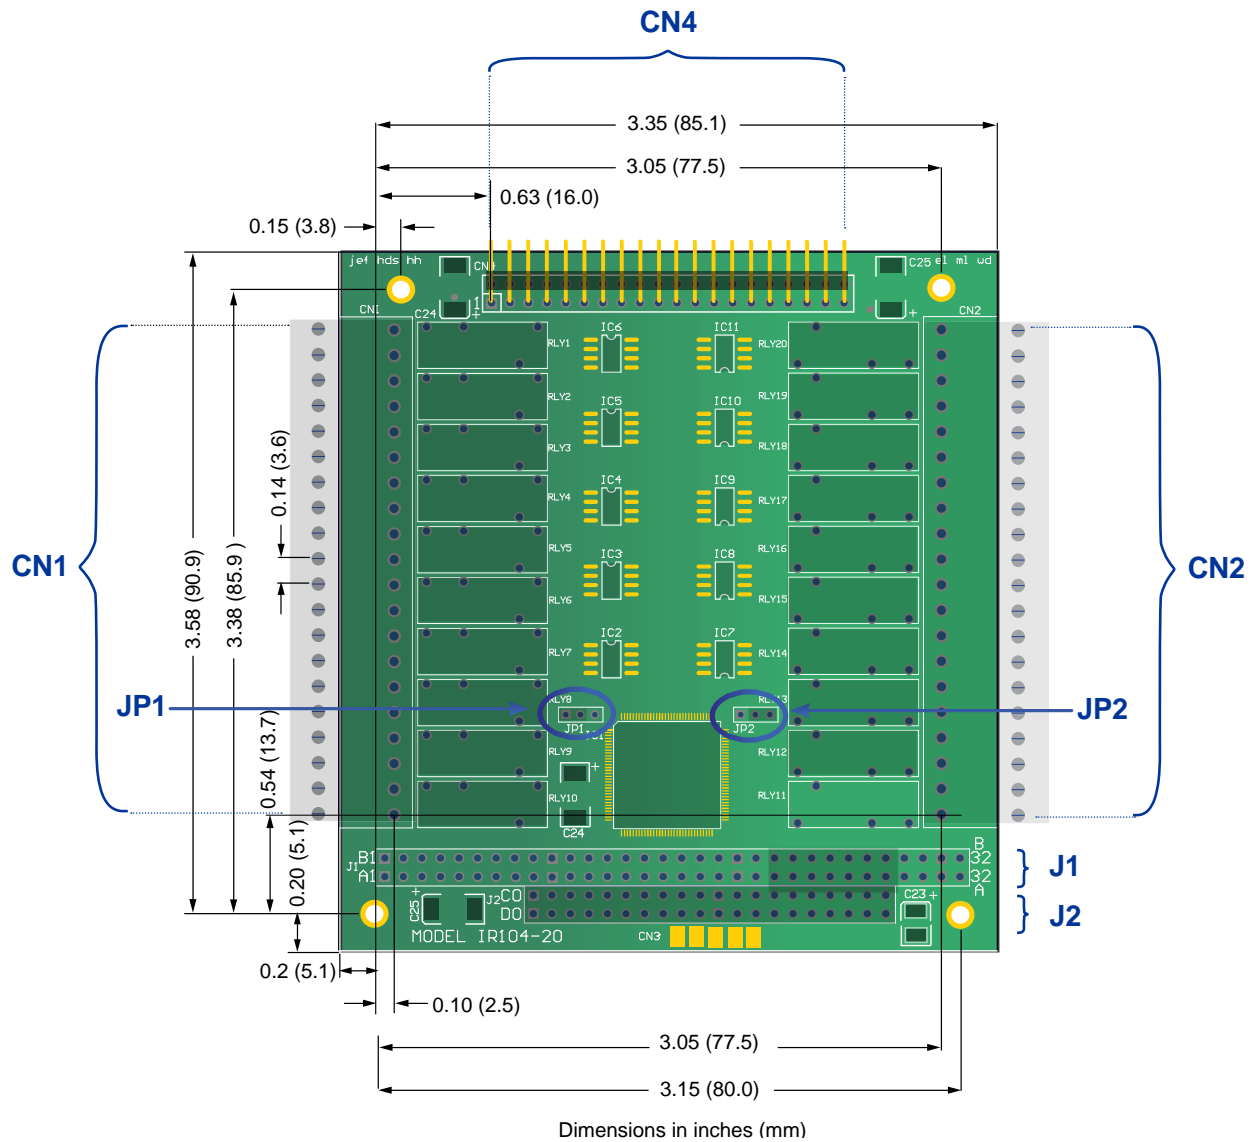 CN4
3.35 (85.1)
3.05 (77.5)
0.63 (16.0)
0.15 (3.8)
jef hds hh
C25
el ml wd
CN1
C24
+
1
+
CN2
RLY1
IC6
IC11
RLY20
RLY2
IC5
IC10
RLY19
RLY3
RLY18
RLY4
IC4
IC9
RLY17
RLY5
IC3
IC8
RLY16
RLY6
RLY15
RLY7
IC2
IC7
RLY14
RLY8
RLY13
JP1
JP2
RLY9
RLY12
+
RLY10
RLY11
C24
0.14 (3.6)
3.58 (90.9)
3.38 (85.9 )
0.54 (13.7)
0.20 (5.1)
CN1
CN2
JP1
JP2
J1
B1
A1
B
32
32
A
J1
C25
+
J2
C0
D0
C23
+
J2
MODEL IR104-20
CN3
0.2 (5.1)
0.10 (2.5)
3.05 (77.5)
3.15 (80.0)
Dimensions in inches (mm)